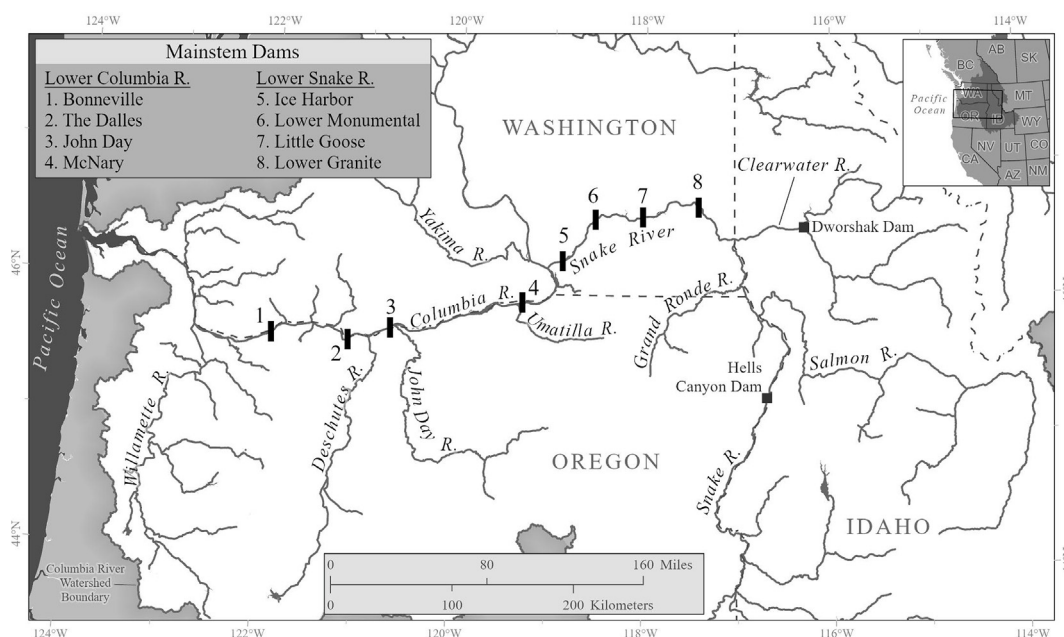 124°W 122°W 120°W 118°W 116°W 114°W
Mainstem Dams
Lower Columbia R.
1. Bonneville
2. The Dalles
3. John Day
4. McNary
Lower Snake R.
5. Ice Harbor
6. Lower Monumental
7. Little Goose
8. Lower Granite
AB
BC
SK
WA
MT
Pacific
Ocean
OR
ID
WY
NV
UT
CO
CA
AZ
NM
WASHINGTON
Clearwater R.
Dworshak Dam
Yakima R.
Snake River
5
6
7
8
46°N
Pacific Ocean
Columbia R.
1
2
3
4
Umatilla R.
Grand Ronde R.
Hells
Canyon Dam
Salmon R.
Willamette R.
Deschutes R.
John Day R.
OREGON
Snake R.
IDAHO
44°N
Columbia River
Watershed
Boundary
0 80 160 Miles
0 100 200 Kilometers
124°W 122°W 120°W 118°W 116°W 114°W